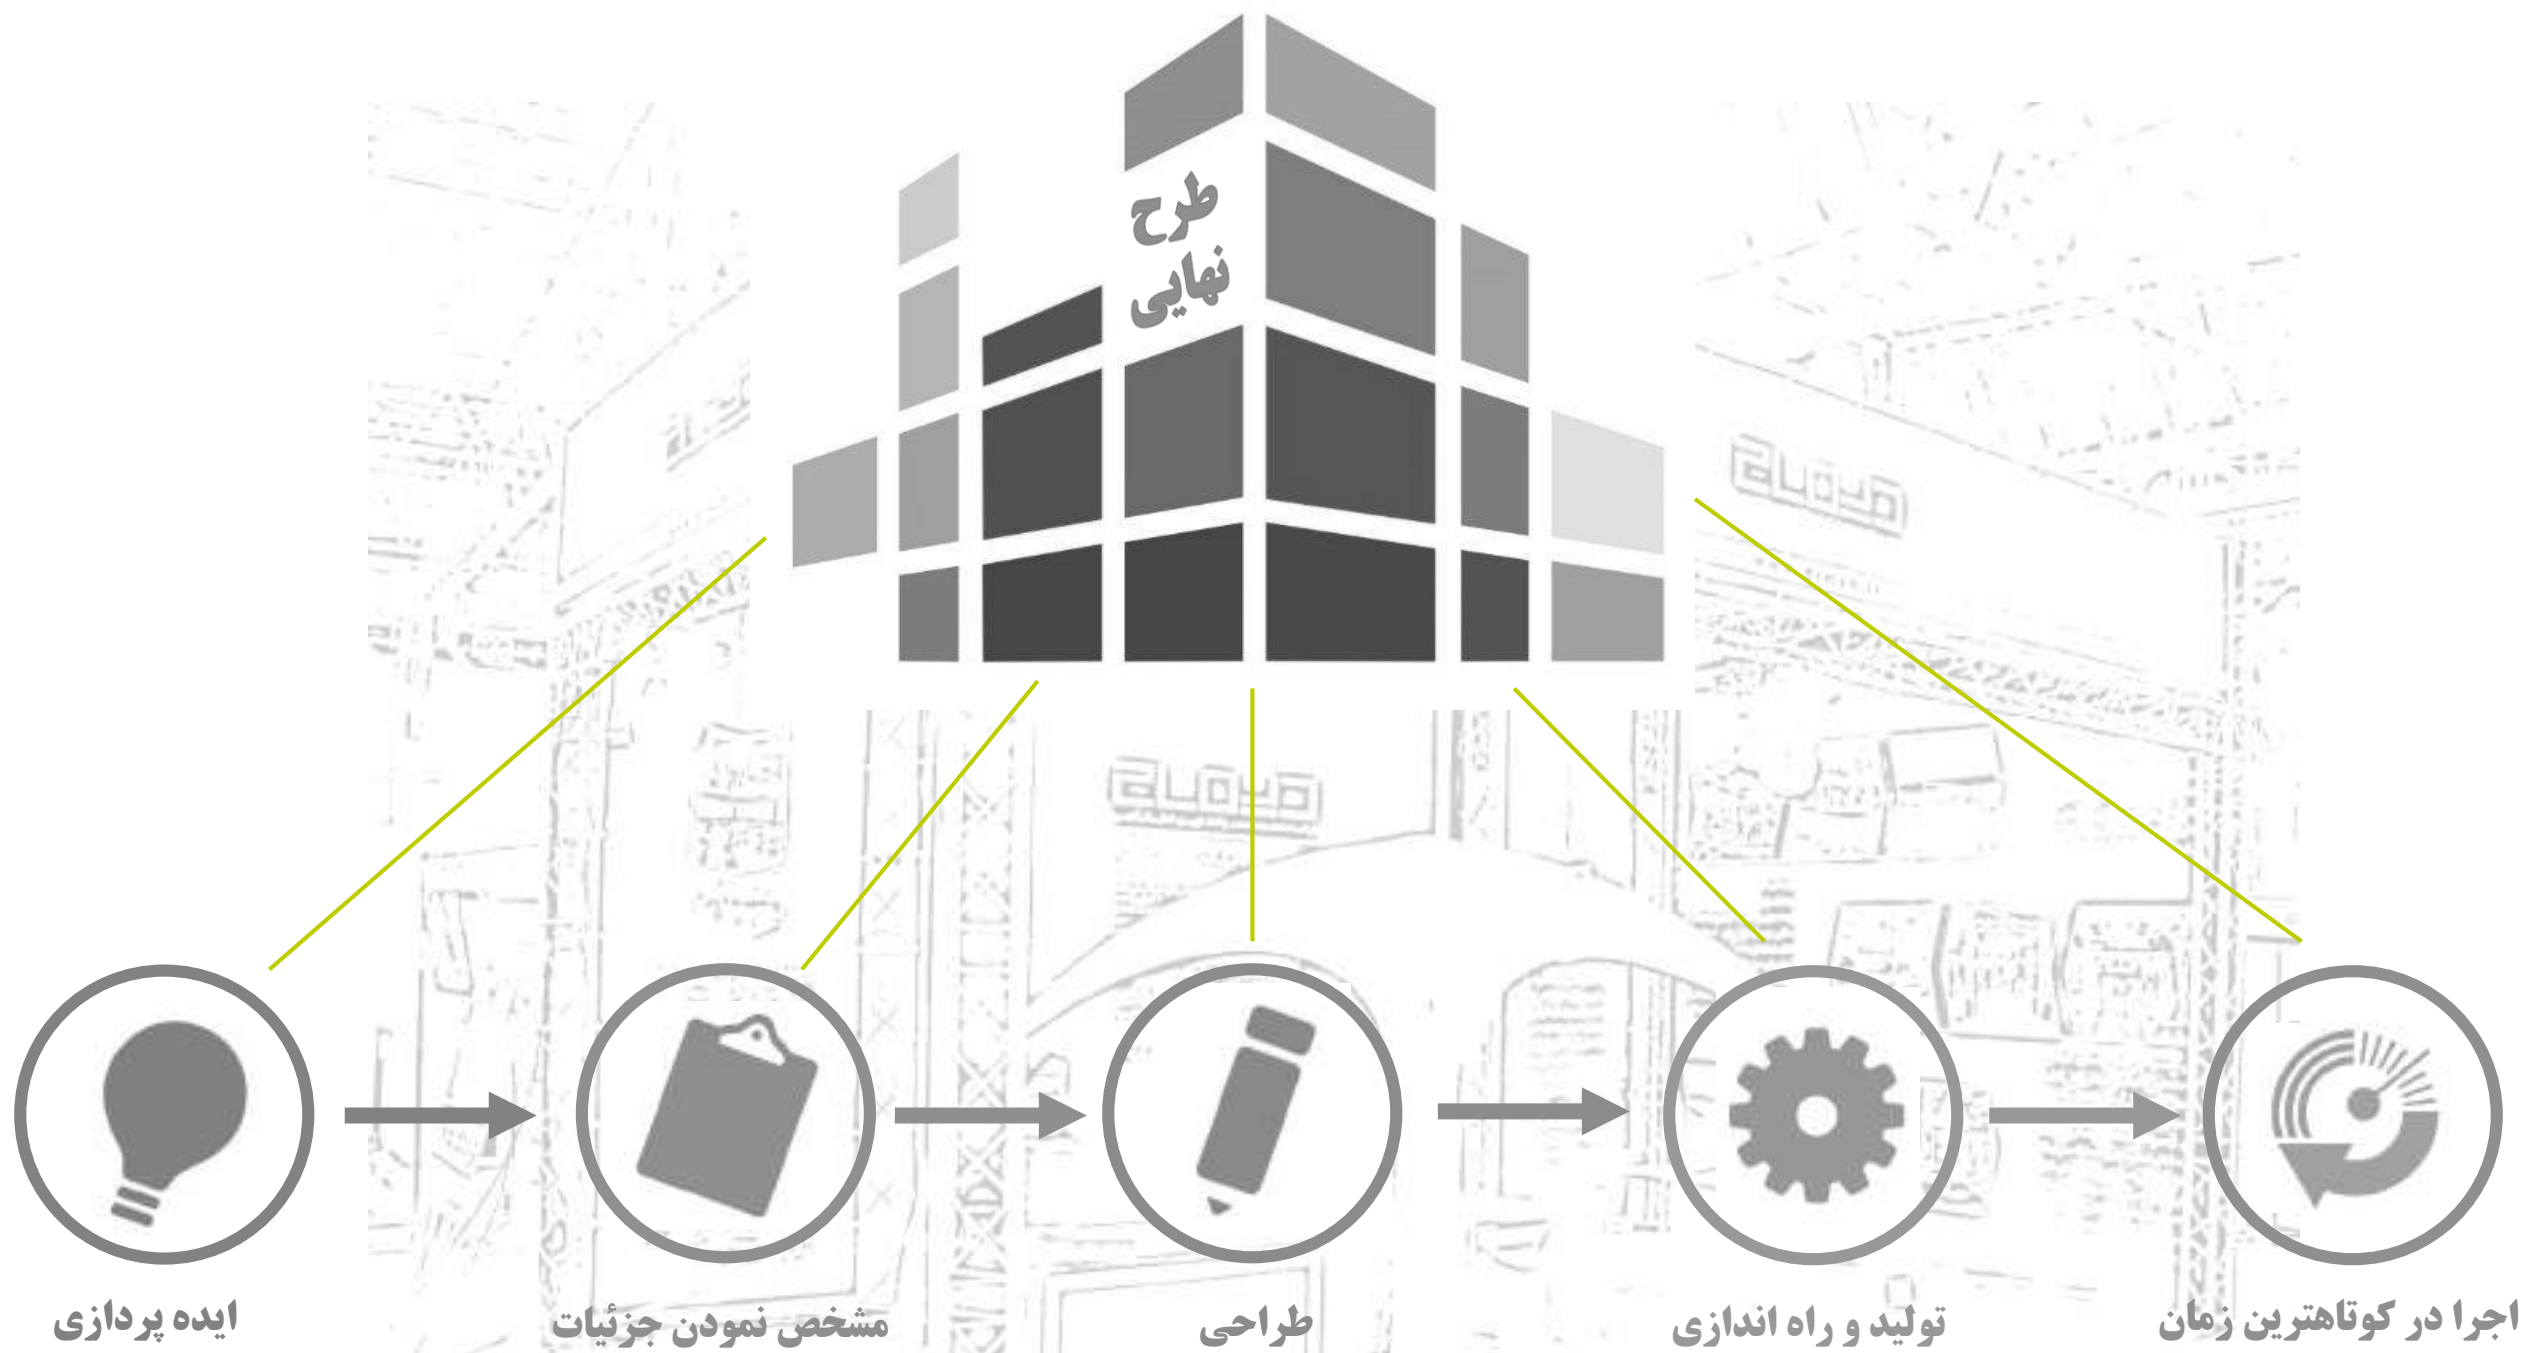 طرح
نهایی
ایده پردازی
مشخص نمودن جزئیات
طراحی
تولید و راه اندازی
اجرا در کوتاهترین زمان